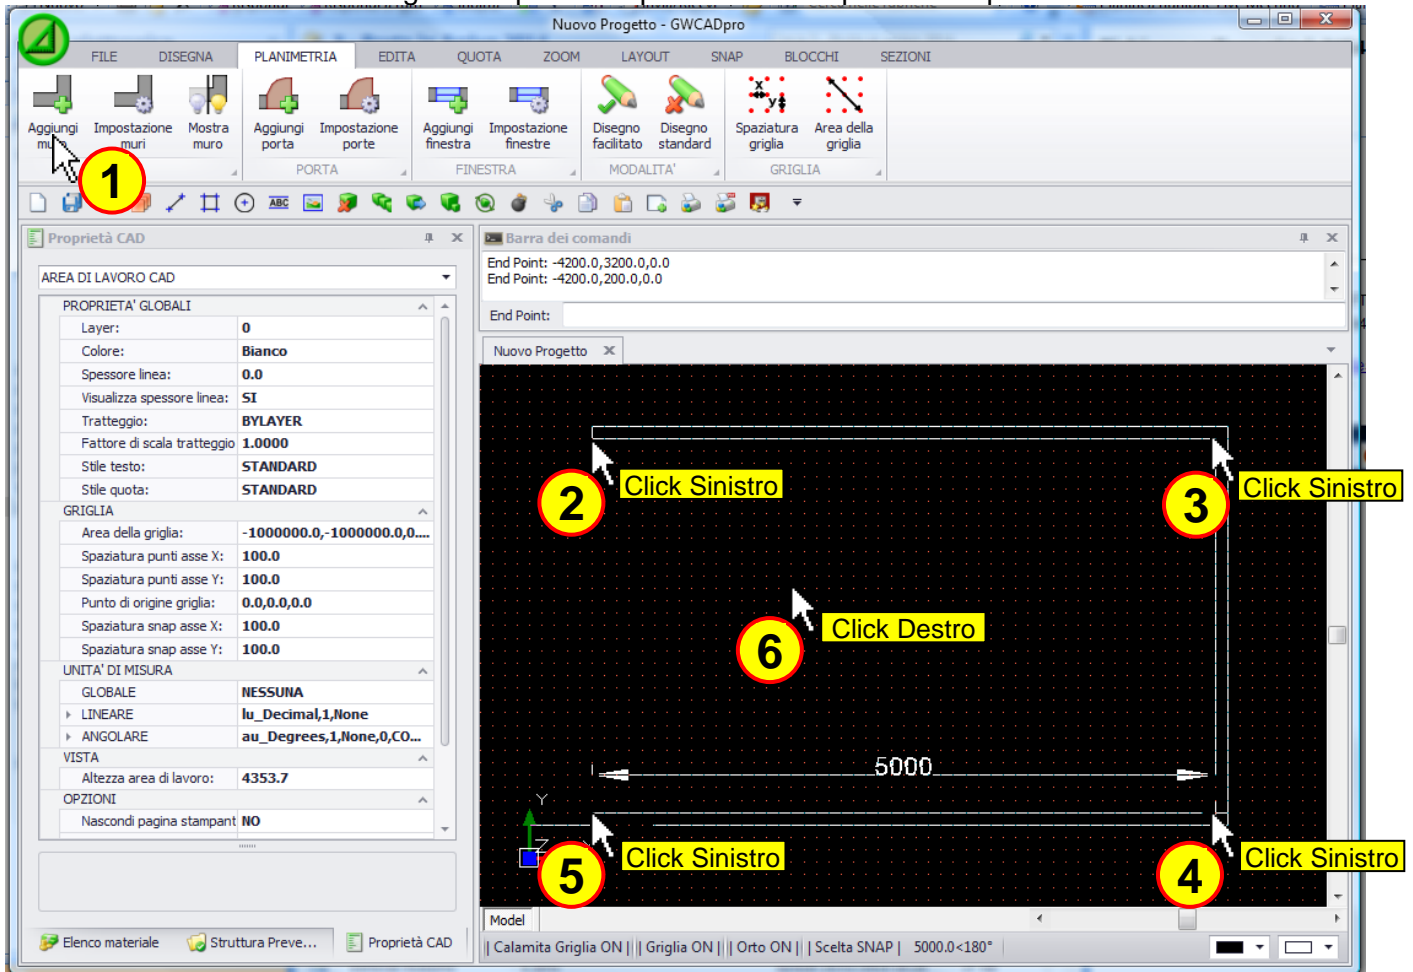 Nuovo Progetto - GWCADpro
FILE DISEGNA PLANIMETRIA EDITA QUOTA ZOOM LAYOUT SNAP BLOCCHI SEZIONI
Aggiungi Impostazione muri Mostra muro Aggiungi porta Impostazione porte Aggiungi finestra Impostazione finestre Disegno facilitato Disegno standard Spaziatura griglia Area della griglia
PORTA FINESTRA MODALITA' GRIGLIA
1
ABC
Proprietà CAD
Barra dei comandi
End Point: -4200.0,3200.0,0.0
End Point: -4200.0,200.0,0.0
End Point:
AREA DI LAVORO CAD
Nuovo Progetto
PROPRIETA' GLOBALI
Layer: 0
Colore: Bianco
Spessore linea: 0.0
Visualizza spessore linea: SI
Tratteggio: BYLAYER
Fattore di scala tratteggio 1.0000
Stile testo: STANDARD
Stile quota: STANDARD
GRIGLIA
Area della griglia: -1000000.0,-1000000.0,0....
Spaziatura punti asse X: 100.0
Spaziatura punti asse Y: 100.0
Punto di origine griglia: 0.0,0.0,0.0
Spaziatura snap asse X: 100.0
Spaziatura snap asse Y: 100.0
UNITA' DI MISURA
GLOBALE NESSUNA
LINEARE lu_Decimal,1,None
ANGOLARE au_Degrees,1,None,0,CO...
VISTA
Altezza area di lavoro: 4353.7
OPZIONI
Nascondi pagina stampant NO
2 Click Sinistro
3 Click Sinistro
6 Click Destro
5000
Y
Z
5 Click Sinistro
4 Click Sinistro
Model
Elenco materiale Struttura Preve... Proprietà CAD
|| Calamita Griglia ON | || Griglia ON | || Orto ON | | Scelta SNAP | 5000.0<180°